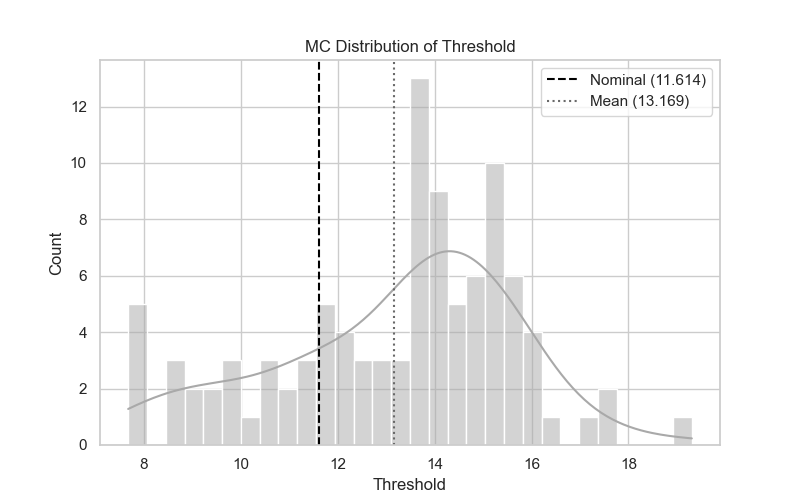 MC Distribution of Threshold
Nominal (11.614)
Mean (13.169)
Count
12
10
8
6
4
2
0
8 10 12 14 16 18
Threshold